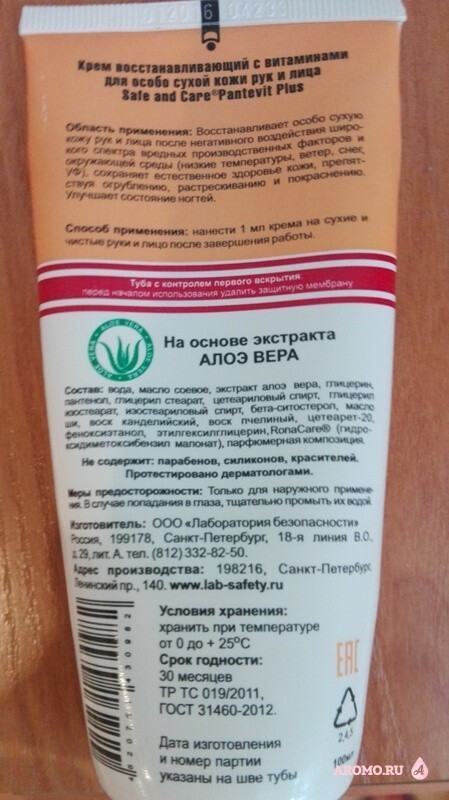 Крем восстанавливающий с витаминами
для особо сухой кожи рук и лица
Safe and Care® Pantevit Plus
Область применения: Восстанавливает особо сухую
кожу рук и лица после негативного воздействия широ-
кого спектра вредных производственных факторов и
окружающей среды (низкие температуры, ветер, снег,
УФ), сохраняет естественное здоровье кожи, препят-
ствуя огрублению, растрескиванию и покраснению.
Улучшает состояние ногтей.
Способ применения: нанести 1 мл крема на сухие и
чистые руки и лицо после завершения работы.
Туба с контролем первого вскрытия:
перед началом использования удалить защитную мембрану
ALOE VERA ALOE VERA ALOE VERA
На основе экстракта
АЛОЭ ВЕРА
Состав: вода, масло соевое, экстракт алоэ вера, глицерин,
пантенол, глицерил стеарат, цетеариловый спирт, глицерил
изостеарат, изостеариловый спирт, бета-ситостерол, масло
ши, воск канделийский, воск пчелиный, цетеарет-20,
феноксиэтанол, этилгексилглицерин, RonaCare® (гидро-
ксидиметоксибензил малонат), парфюмерная композиция.
Не содержит: парабенов, силиконов, красителей.
Протестировано дерматологами.
Меры предосторожности: Только для наружного примене-
ния. В случае попадания в глаза, тщательно промыть их водой.
Изготовитель: ООО «Лаборатория безопасности»
Россия, 199178, Санкт-Петербург, 18-я линия В.О.,
д. 29, лит. А. тел. (812) 332-82-50.
Адрес производства: 198216, Санкт-Петербург,
Ленинский пр., 140. www.lab-safety.ru
Условия хранения:
хранить при температуре
от 0 до + 25°С
Срок годности:
30 месяцев
ТР ТС 019/2011,
ГОСТ 31460-2012.
Дата изготовления
и номер партии
указаны на шве тубы
EAC
2,4,5
100мл
AROMO.RU